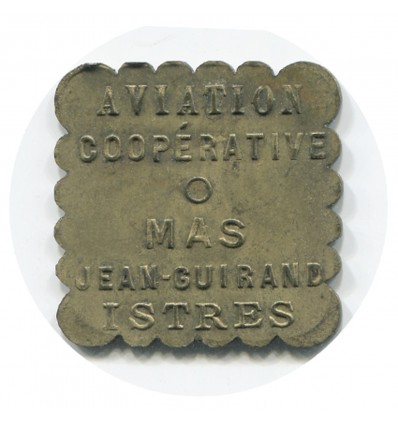 AVIATION
COOPÉRATIVE
O
MAS
JEAN-GUIRAND
ISTRES